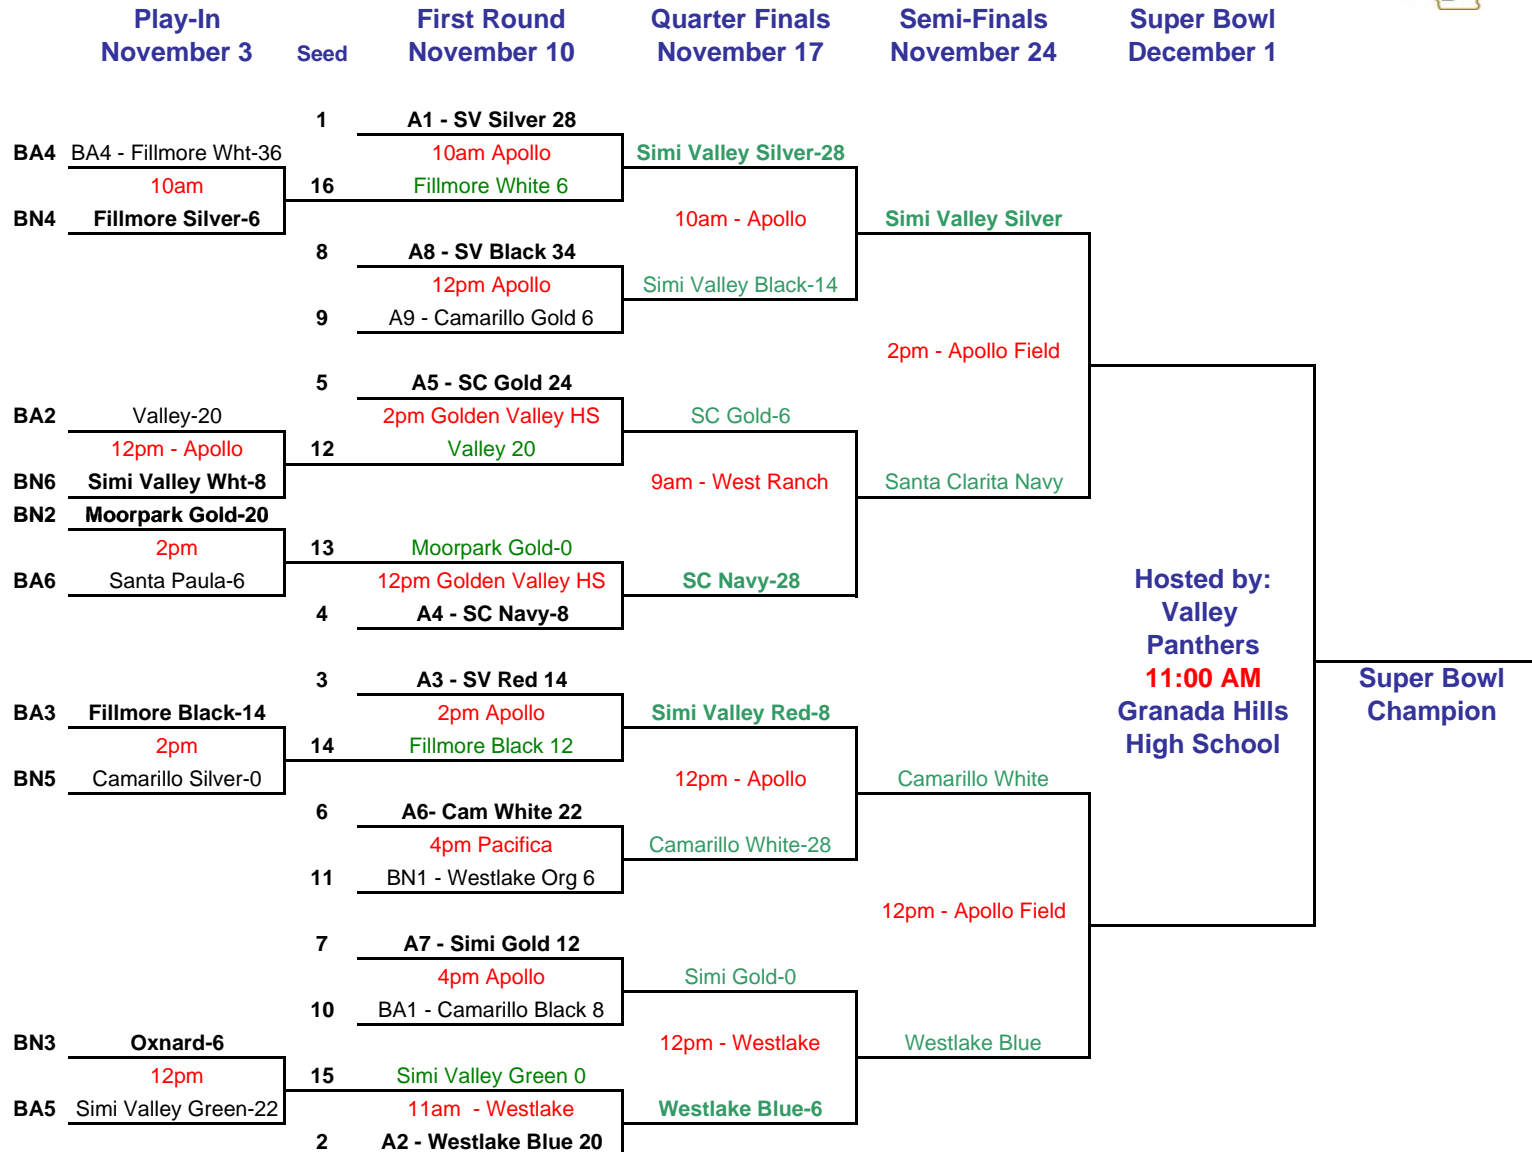 Play-In First Round Quarter Finals Semi-Finals Super Bowl
November 3 Seed November 10 November 17 November 24 December 1
1 A1 - SV Silver 28
BA4 BA4 - Fillmore Wht-36 10am Apollo Simi Valley Silver-28
10am 16 Fillmore White 6
BN4 Fillmore Silver-6 10am - Apollo Simi Valley Silver
8 A8 - SV Black 34
12pm Apollo Simi Valley Black-14
9 A9 - Camarillo Gold 6
2pm - Apollo Field
5 A5 - SC Gold 24
BA2 Valley-20 2pm Golden Valley HS SC Gold-6
12pm - Apollo 12 Valley 20
BN6 Simi Valley Wht-8 9am - West Ranch Santa Clarita Navy
BN2 Moorpark Gold-20
2pm 13 Moorpark Gold-0
BA6 Santa Paula-6 12pm Golden Valley HS SC Navy-28 Hosted by:
4 A4 - SC Navy-8 Valley
Panthers
3 A3 - SV Red 14 11:00 AM Super Bowl
BA3 Fillmore Black-14 2pm Apollo Simi Valley Red-8 Granada Hills Champion
2pm 14 Fillmore Black 12 High School
BN5 Camarillo Silver-0 12pm - Apollo Camarillo White
6 A6- Cam White 22
4pm Pacifica Camarillo White-28
11 BN1 - Westlake Org 6
12pm - Apollo Field
7 A7 - Simi Gold 12
4pm Apollo Simi Gold-0
10 BA1 - Camarillo Black 8
BN3 Oxnard-6 12pm - Westlake Westlake Blue
12pm 15 Simi Valley Green 0
BA5 Simi Valley Green-22 11am - Westlake Westlake Blue-6
2 A2 - Westlake Blue 20